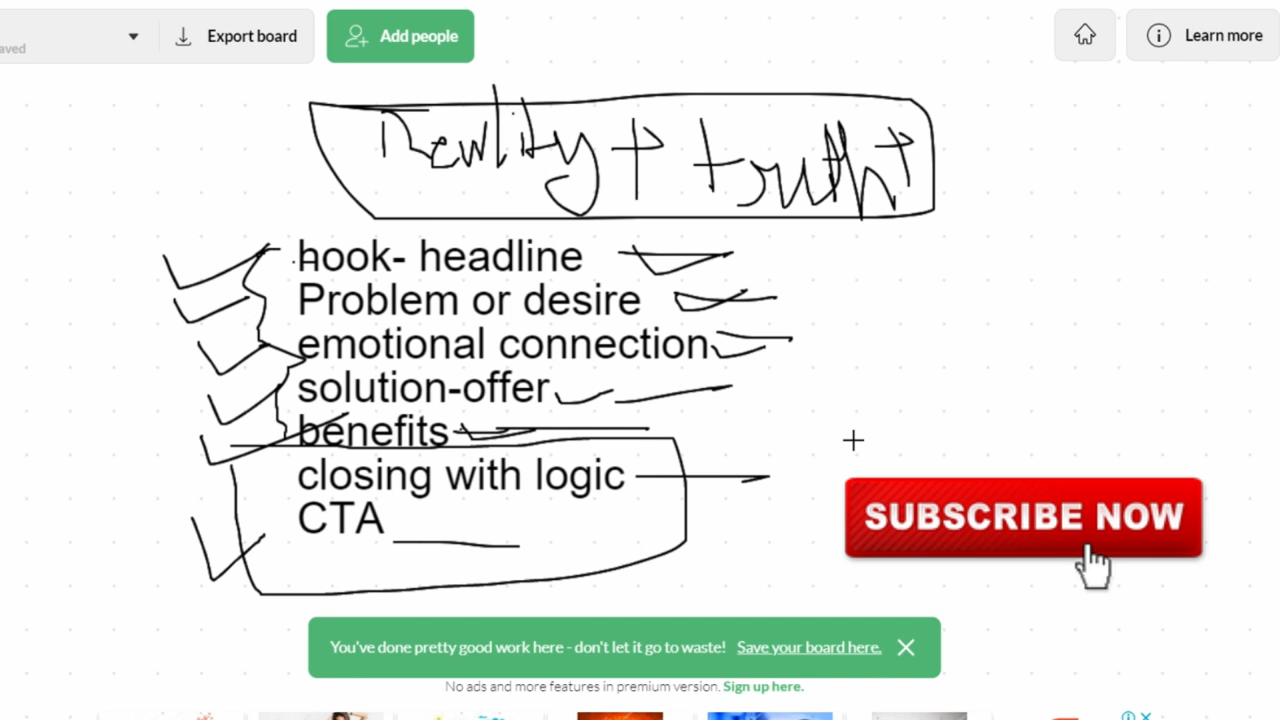 aved
Export board
Add people
Learn more
Reality + truth
hook- headline
Problem or desire
emotional connection
solution-offer
benefits
closing with logic
CTA
SUBSCRIBE NOW
You've done pretty good work here - don't let it go to waste! Save your board here.
No ads and more features in premium version. Sign up here.